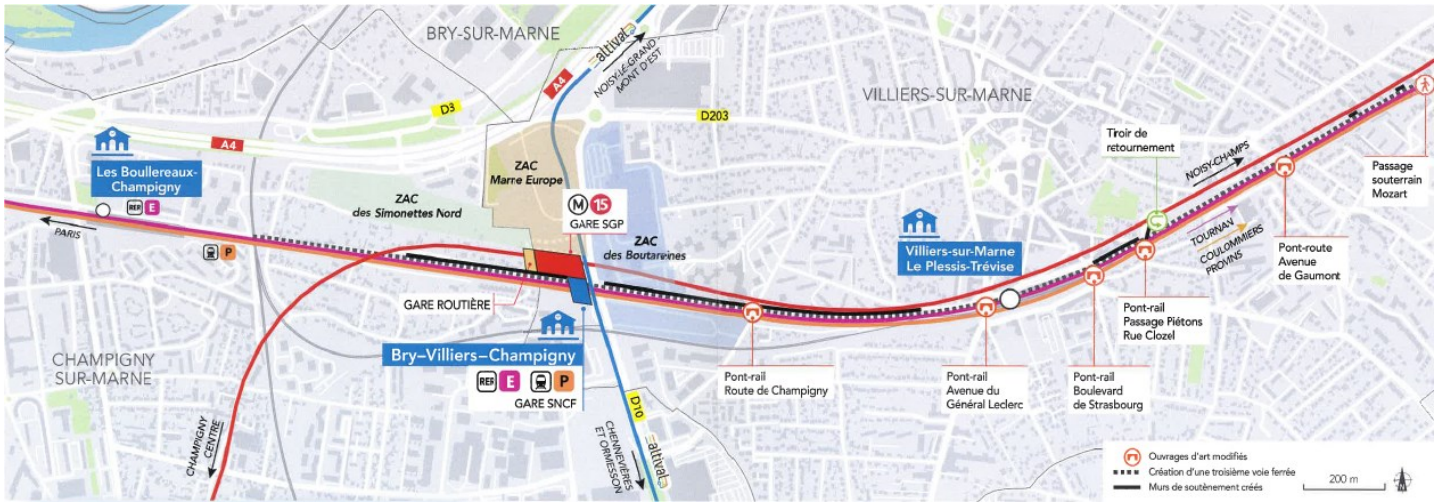 BRY-SUR-MARNE
altival
NOISY-LE-GRAND
MONT D'EST
A4
D3
D203
A4
VILLIERS-SUR-MARNE
Les Boullereaux-
Champigny
RER E
PARIS
P
ZAC
Marne Europe
ZAC
des Simonettes Nord
M 15
GARE SGP
ZAC
des Boutareines
GARE ROUTIÈRE
Bry–Villiers–Champigny
RER E P
GARE SNCF
CHAMPIGNY
SUR-MARNE
CHAMPIGNY
CENTRE
D10
CHENNEVIÈRES
ET ORMESSON
altival
Villiers-sur-Marne
Le Plessis-Trévise
Tiroir de
retournement
NOISY-CHAMPS
TOURNAN
COULOMMIERS
PROVINS
Passage
souterrain
Mozart
Pont-route
Avenue
de Gaumont
Pont-rail
Passage Piétons
Rue Clozel
Pont-rail
Boulevard
de Strasbourg
Pont-rail
Avenue du
Général Leclerc
Pont-rail
Route de Champigny
Ouvrages d'art modifiés
Création d'une troisième voie ferrée
Murs de soutènement créés
200 m